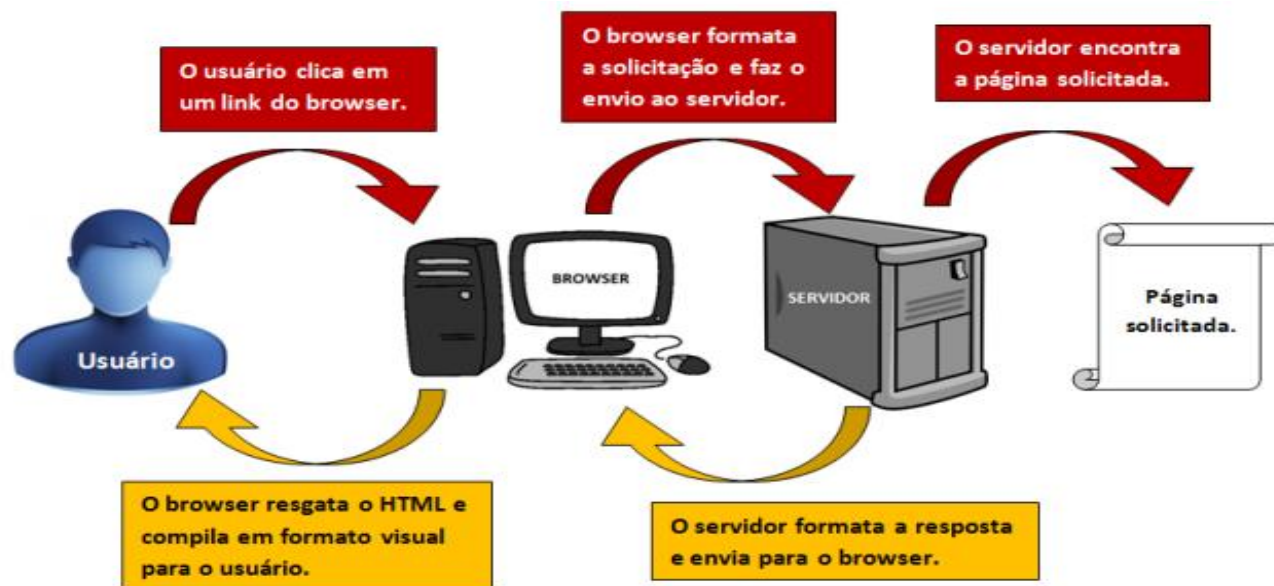 O usuário clica em
um link do browser.
O browser formata
a solicitação e faz o
envio ao servidor.
O servidor encontra
a página solicitada.
Usuário
BROWSER
SERVIDOR
Página
solicitada.
O browser resgata o HTML e
compila em formato visual
para o usuário.
O servidor formata a resposta
e envia para o browser.